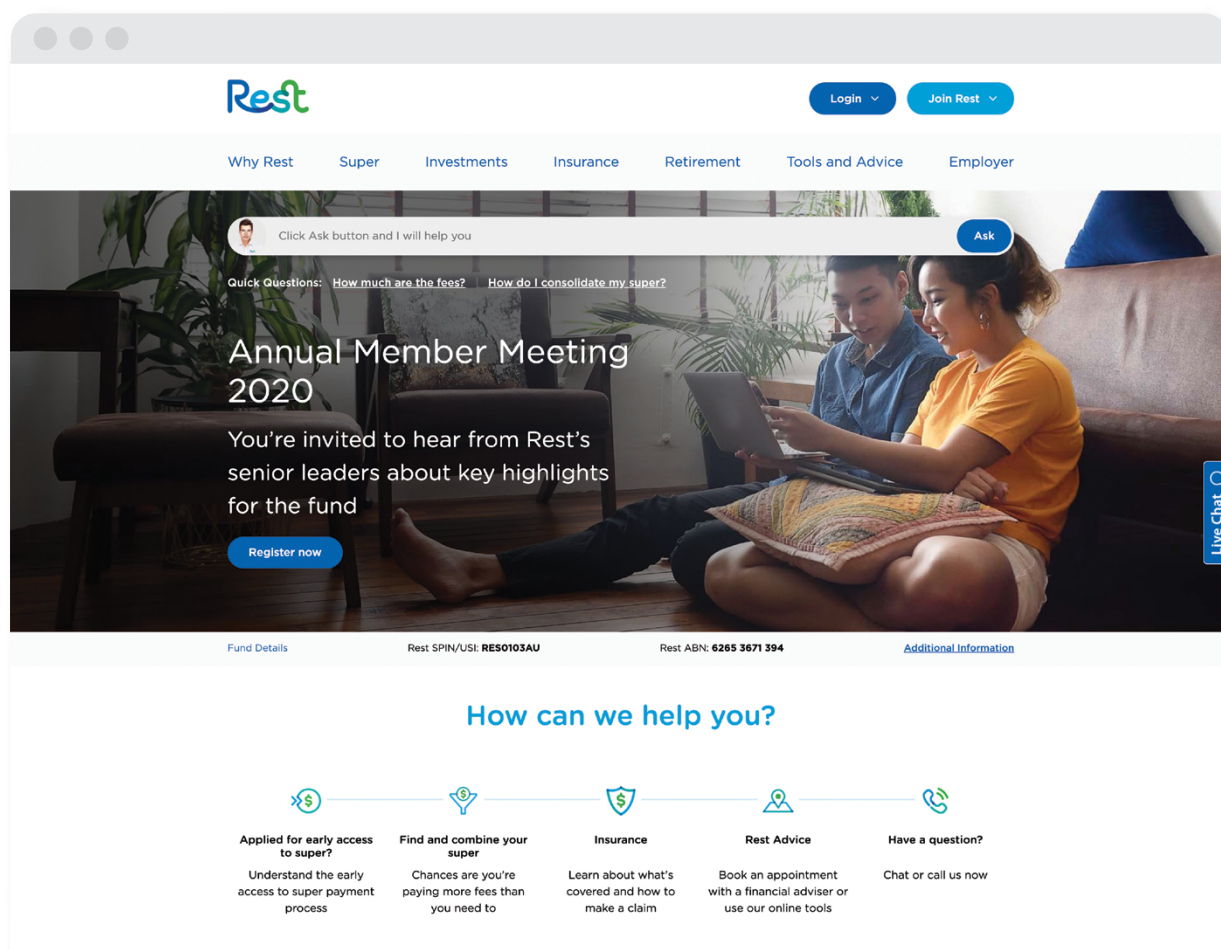 Rest
Login
Join Rest
Why Rest
Super
Investments
Insurance
Retirement
Tools and Advice
Employer
Click Ask button and I will help you
Ask
Quick Questions: How much are the fees? How do I consolidate my super?
Annual Member Meeting
2020
You're invited to hear from Rest's
senior leaders about key highlights
for the fund
Register now
Live Chat
Fund Details
Rest SPIN/USI: RES0103AU
Rest ABN: 6265 3671 394
Additional Information
How can we help you?
Applied for early access
to super?
Understand the early
access to super payment
process
Find and combine your
super
Chances are you're
paying more fees than
you need to
Insurance
Learn about what's
covered and how to
make a claim
Rest Advice
Book an appointment
with a financial adviser or
use our online tools
Have a question?
Chat or call us now